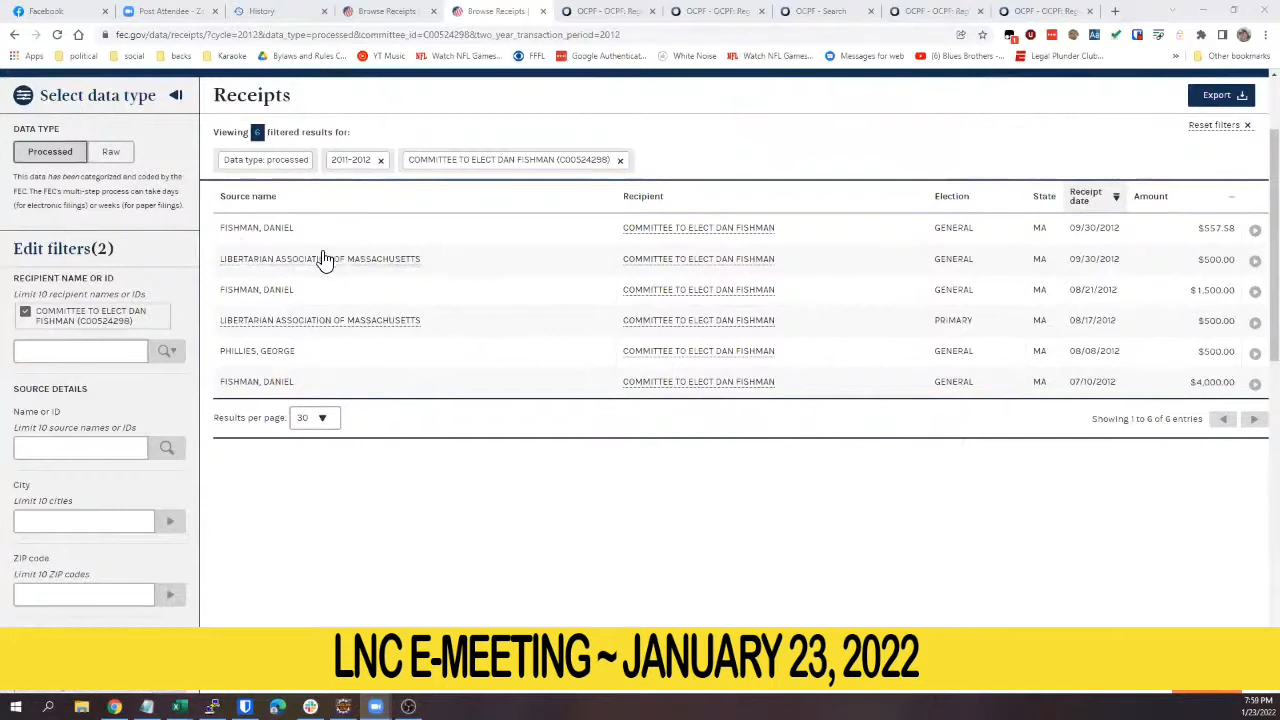 Facebook
Post Attendee - Zo
History
Browse Receipts |
Browse Receipts |
OCPF - OCPF: Reg
OCPF - OCPF: Reg
OCPF - Search
OCPF - OCPF: Reg
OCPF - OCPF: Reg
fec.gov/data/receipts/?cycle=2012&data_type=processed&committee_id=C00524298&two_year_transaction_period=2012
Apps
political
social
backs
Karaoke
Bylaws and Rules (...
YT Music
Watch NFL Games...
FFFL
Google Authenticat...
White Noise
Watch NFL Games...
Messages for web
(5) Blues Brothers -...
Legal Plunder Club...
Other bookmarks
Select data type
DATA TYPE
Processed
Raw
This data has been categorized and coded by the
FEC. The FEC's multi-step process can take days
(for electronic filings) or weeks (for paper filings).
Edit filters(2)
RECIPIENT NAME OR ID
Limit 10 recipient names or IDs
COMMITTEE TO ELECT DAN
FISHMAN (C00524298)
SOURCE DETAILS
Name or ID
Limit 10 source names or IDs
City
Limit 10 cities
ZIP code
Limit 10 ZIP codes
Receipts
Export
Viewing 6 filtered results for:
Reset filters ×
Data type: processed
2011–2012 ×
COMMITTEE TO ELECT DAN FISHMAN (C00524298) ×
Source name Recipient Election State Receipt date Amount
FISHMAN, DANIEL COMMITTEE TO ELECT DAN FISHMAN GENERAL MA 09/30/2012 $557.58
LIBERTARIAN ASSOCIATION OF MASSACHUSETTS COMMITTEE TO ELECT DAN FISHMAN GENERAL MA 09/30/2012 $500.00
FISHMAN, DANIEL COMMITTEE TO ELECT DAN FISHMAN GENERAL MA 08/21/2012 $1,500.00
LIBERTARIAN ASSOCIATION OF MASSACHUSETTS COMMITTEE TO ELECT DAN FISHMAN PRIMARY MA 08/17/2012 $500.00
PHILLIES, GEORGE COMMITTEE TO ELECT DAN FISHMAN GENERAL MA 08/08/2012 $500.00
FISHMAN, DANIEL COMMITTEE TO ELECT DAN FISHMAN GENERAL MA 07/10/2012 $4,000.00
Results per page: 30
Showing 1 to 6 of 6 entries
LNC E-MEETING ~ JANUARY 23, 2022
7:59 PM
1/23/2022